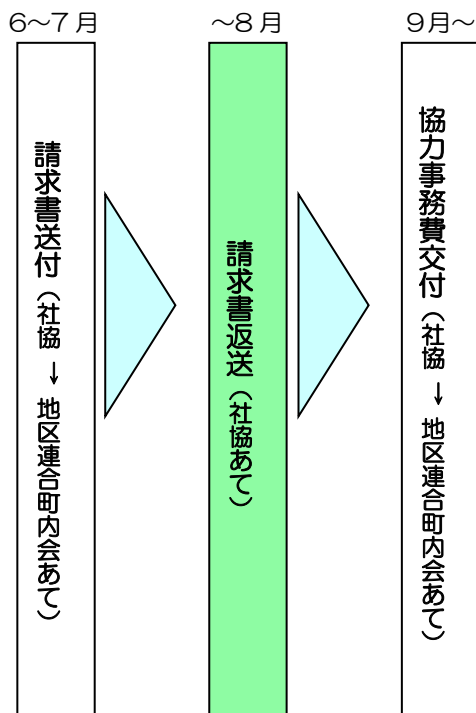 6～7月
請求書送付（社協 → 地区連合町内会あて）
～8月
請求書返送（社協あて）
9月～
協力事務費交付（社協 → 地区連合町内会あて）